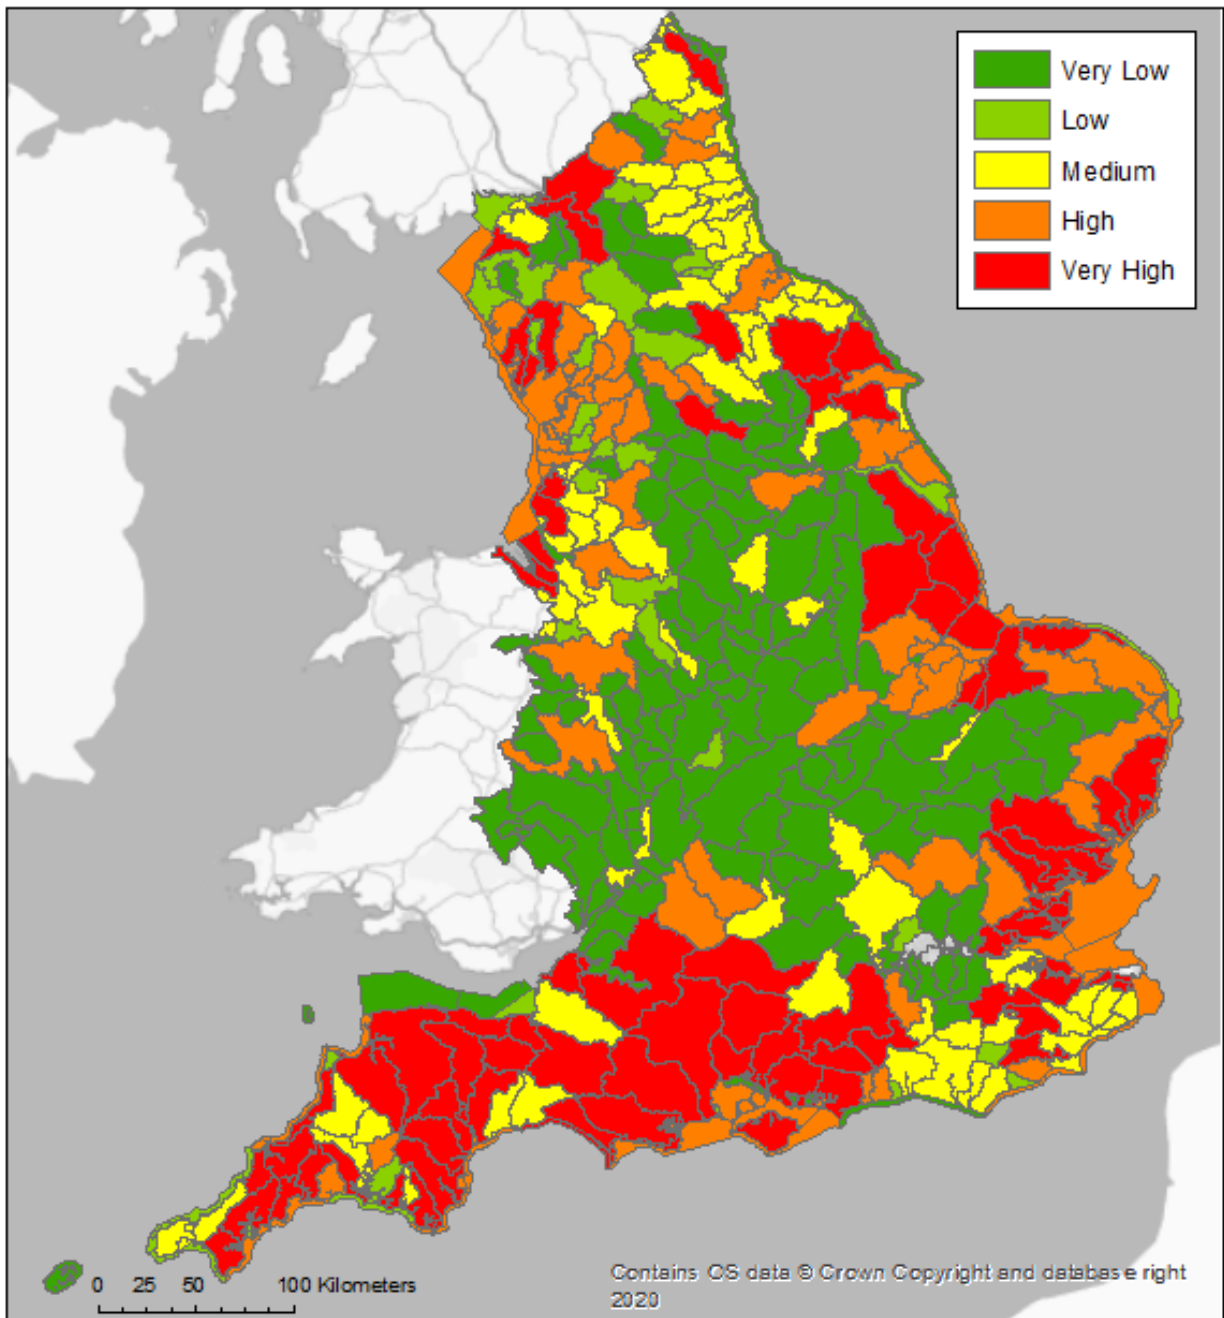 Very Low
Low
Medium
High
Very High
0 25 50 100 Kilometers
Contains OS data © Crown Copyright and database right
2020